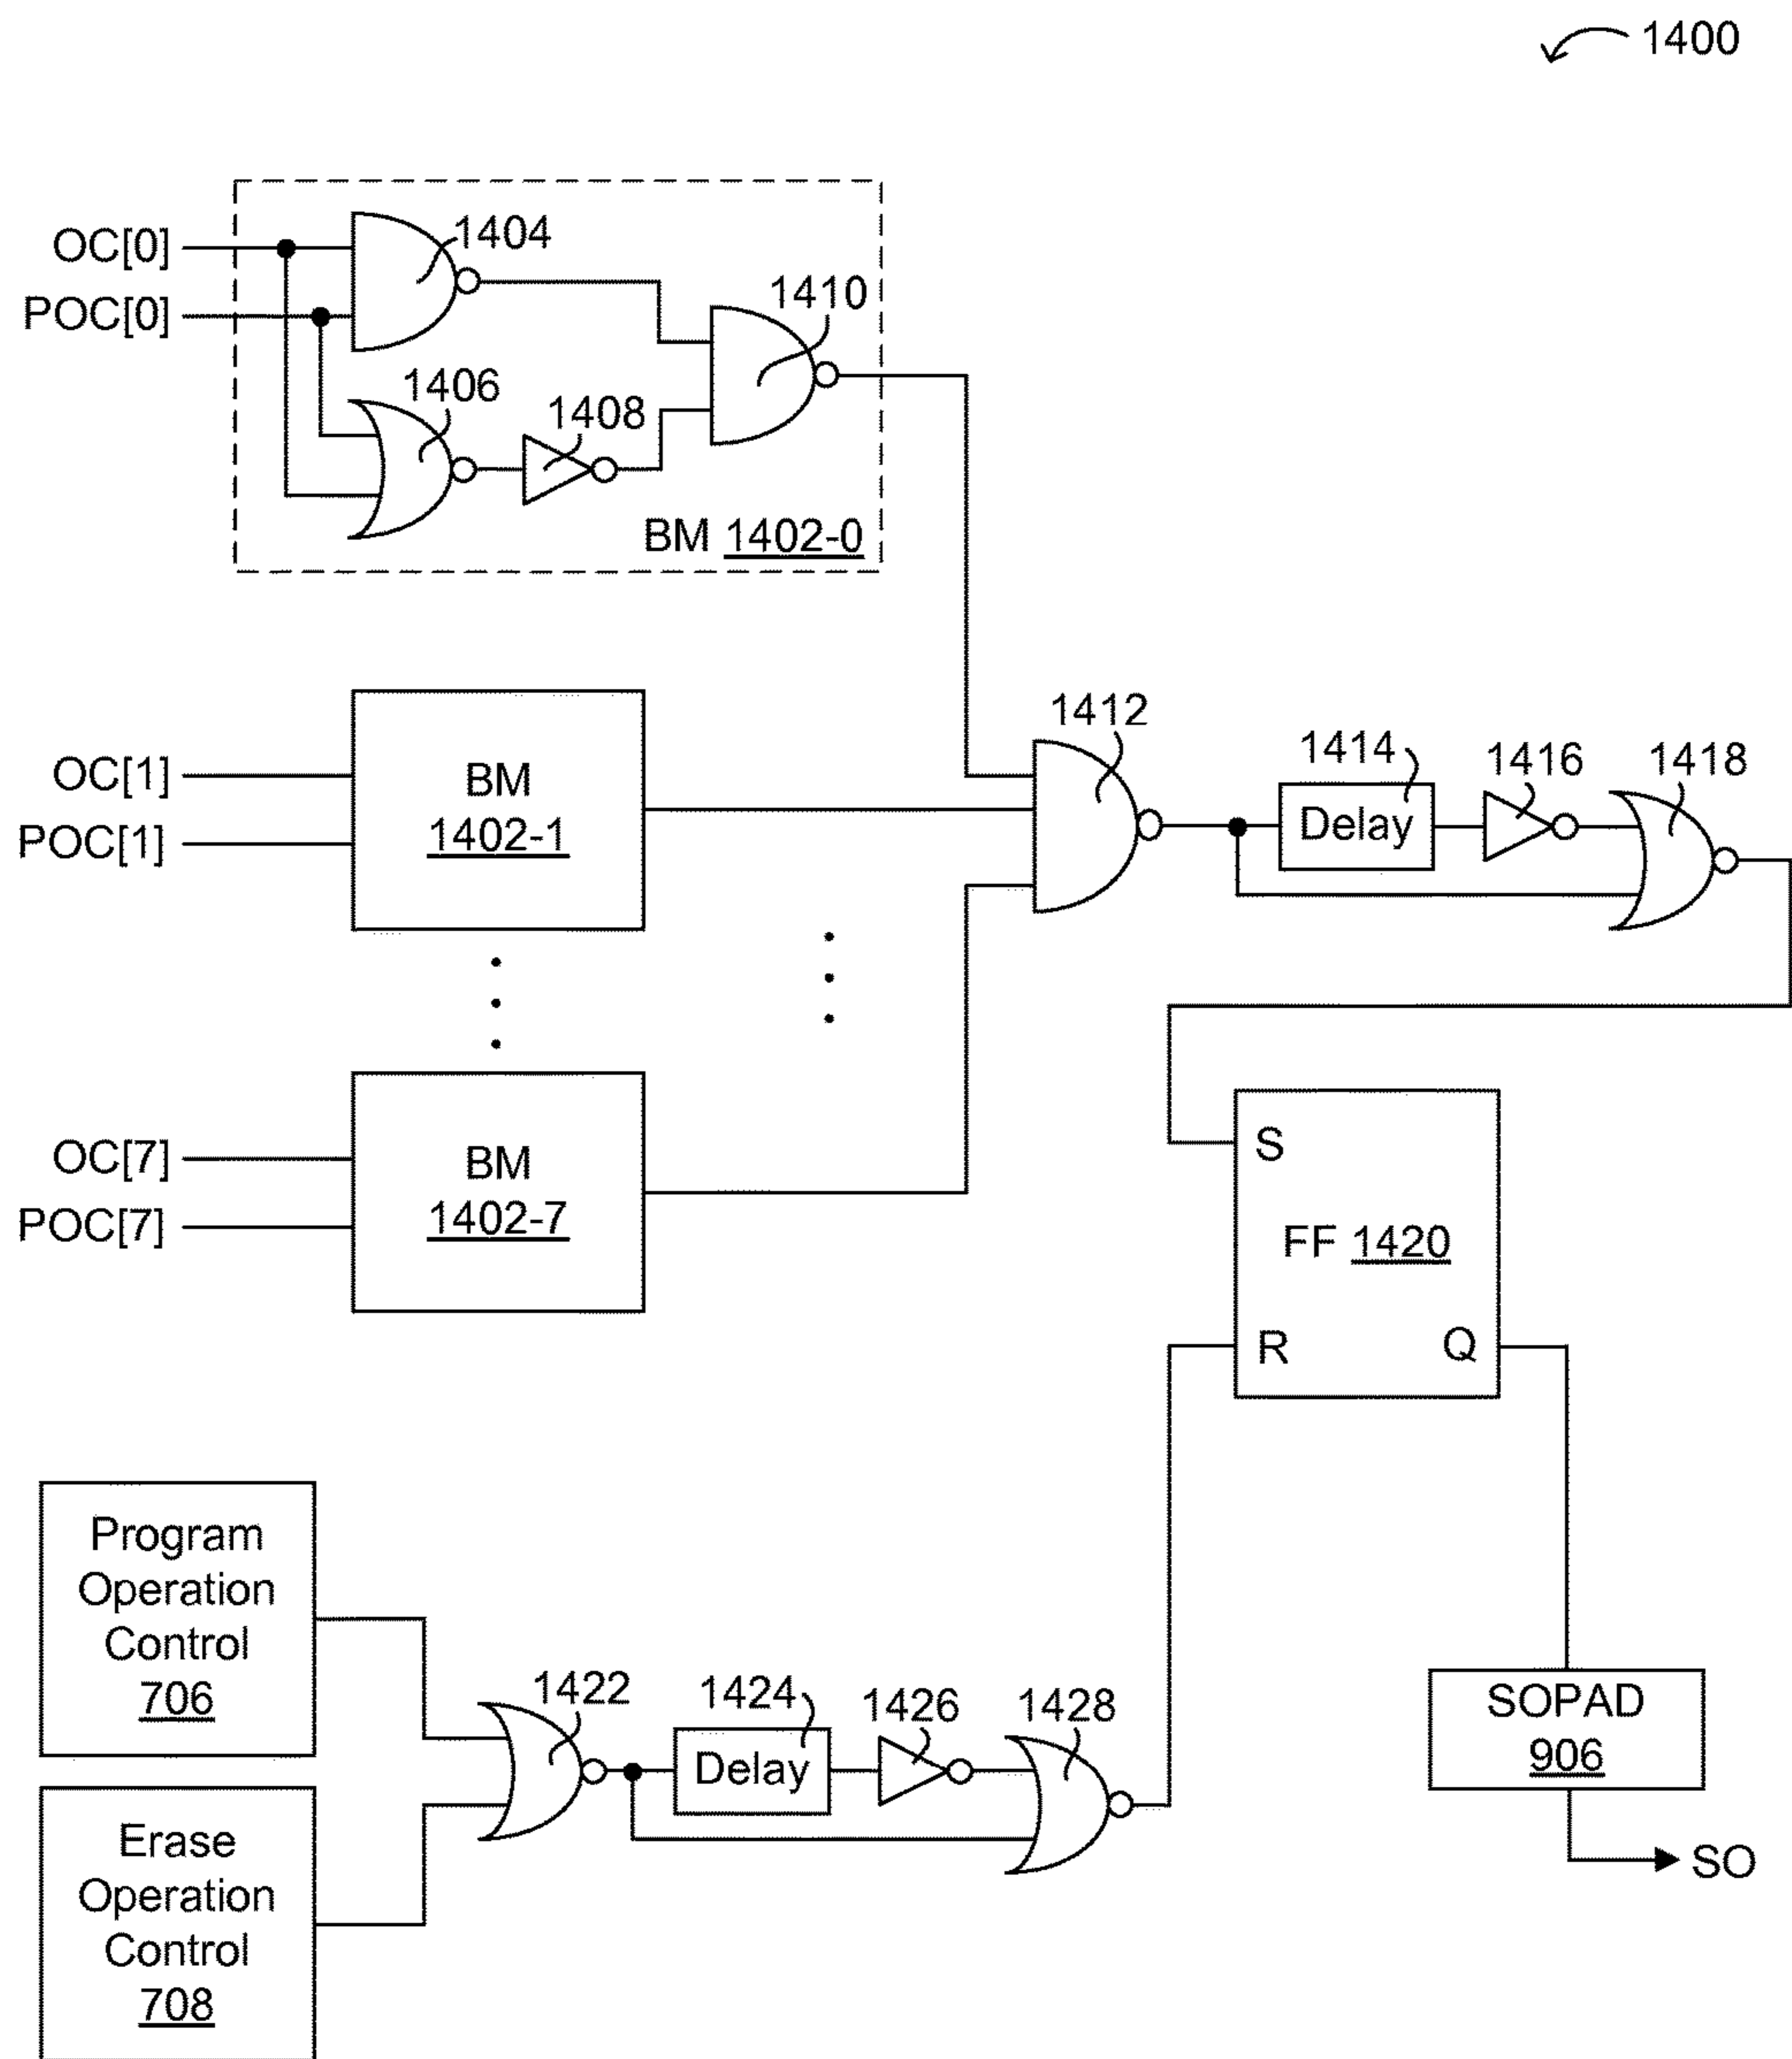 1400
OC[0]
POC[0]
1404
1406
1408
1410
BM 1402-0
OC[1]
POC[1]
BM
1402-1
1412
1414
Delay
1416
1418
OC[7]
POC[7]
BM
1402-7
S
FF 1420
R
Q
Program
Operation
Control
706
Erase
Operation
Control
708
1422
1424
Delay
1426
1428
SOPAD
906
SO